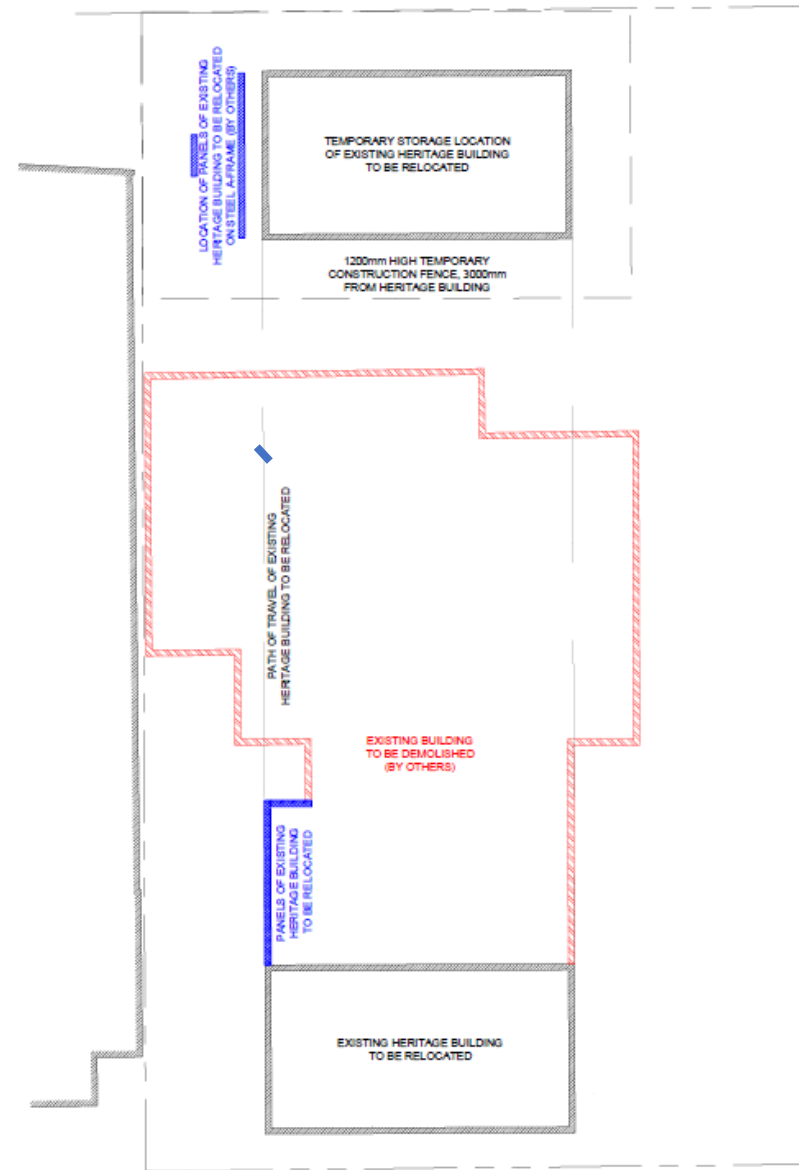 LOCATION OF PANELS OF EXISTING
HERITAGE BUILDING TO BE RELOCATED
ON STEEL A-FRAME (BY OTHERS)
TEMPORARY STORAGE LOCATION
OF EXISTING HERITAGE BUILDING
TO BE RELOCATED
1200mm HIGH TEMPORARY
CONSTRUCTION FENCE, 3000mm
FROM HERITAGE BUILDING
PATH OF TRAVEL OF EXISTING
HERITAGE BUILDING TO BE RELOCATED
EXISTING BUILDING
TO BE DEMOLISHED
(BY OTHERS)
PANELS OF EXISTING
HERITAGE BUILDING
TO BE RELOCATED
EXISTING HERITAGE BUILDING
TO BE RELOCATED